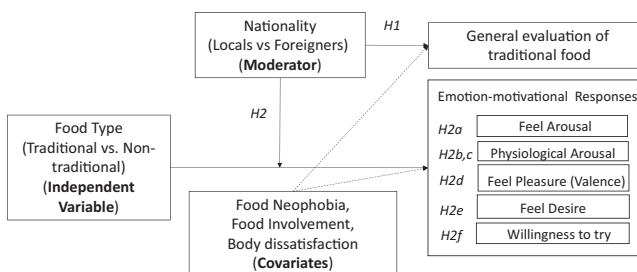 Nationality
(Locals vs Foreigners)
(Moderator)
H1
General evaluation of
traditional food
H2
Food Type
(Traditional vs. Non-
traditional)
(Independent
Variable)
Emotion-motivational Responses
H2a Feel Arousal
H2b,c Physiological Arousal
H2d Feel Pleasure (Valence)
H2e Feel Desire
H2f Willingness to try
Food Neophobia,
Food Involvement,
Body dissatisfaction
(Covariates)